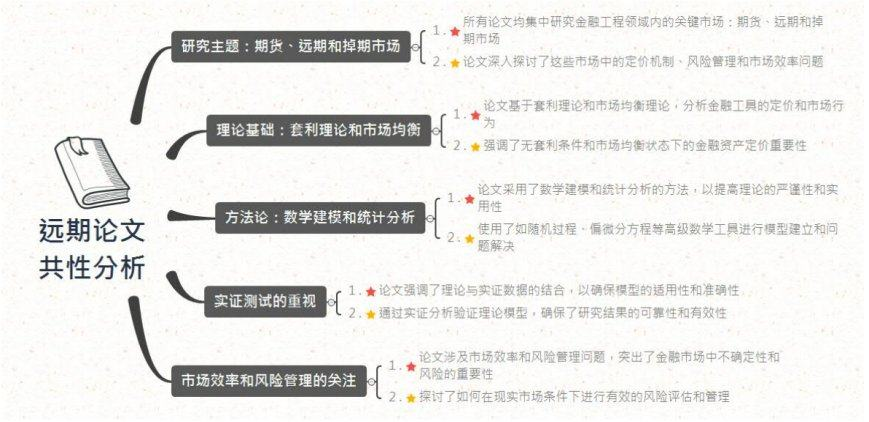 远期论文
共性分析
研究主题：期货、远期和掉期市场
1. 所有论文均集中研究金融工程领域内的关键市场：期货、远期和掉
期市场
2. 论文深入探讨了这些市场中的定价机制、风险管理和市场效率问题
理论基础：套利理论和市场均衡
1. 论文基于套利理论和市场均衡理论，分析金融工具的定价和市场行
为
2. 强调了无套利条件和市场均衡状态下的金融资产定价重要性
方法论：数学建模和统计分析
1. 论文采用了数学建模和统计分析的方法，以提高理论的严谨性和实
用性
2. 使用了如随机过程、偏微分方程等高级数学工具进行模型建立和问
题解决
实证测试的重视
1. 论文强调了理论与实证数据的结合，以确保模型的适用性和准确性
2. 通过实证分析验证理论模型，确保了研究结果的可靠性和有效性
市场效率和风险管理的关注
1. 论文涉及市场效率和风险管理问题，突出了金融市场中不确定性和
风险的重要性
2. 探讨了如何在现实市场条件下进行有效的风险评估和管理